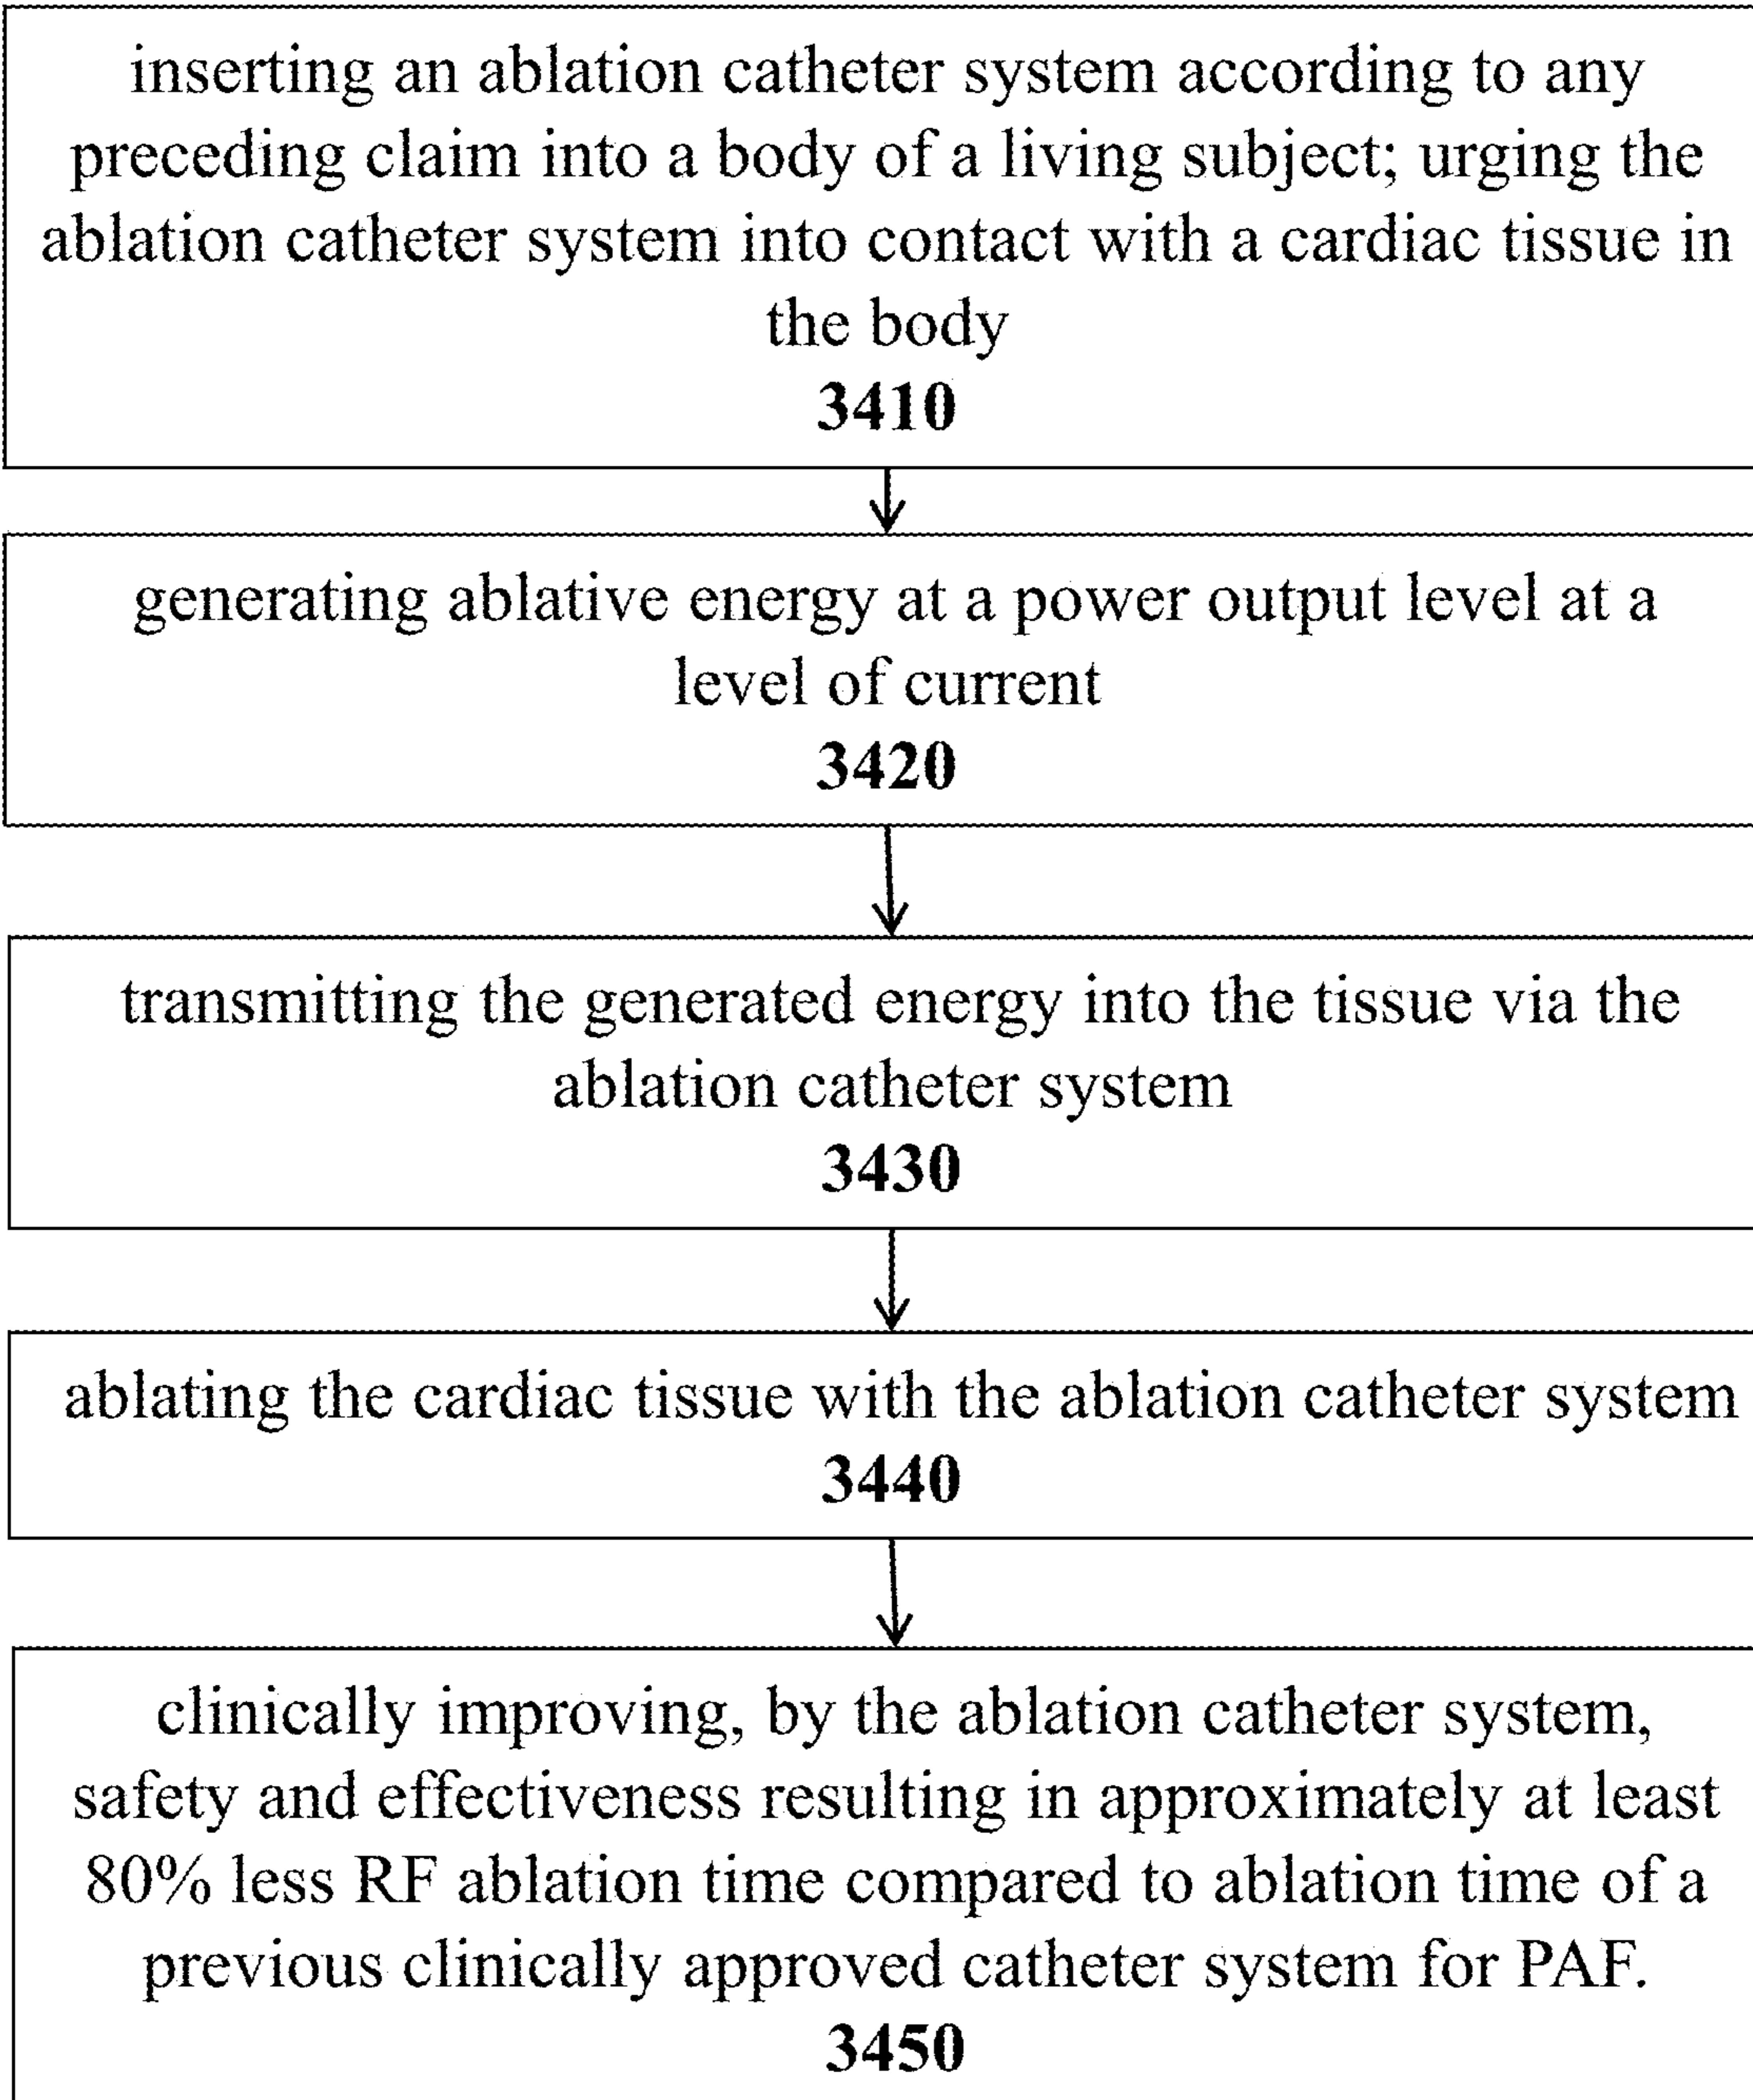 inserting an ablation catheter system according to any
preceding claim into a body of a living subject; urging the
ablation catheter system into contact with a cardiac tissue in
the body
3410
generating ablative energy at a power output level at a
level of current
3420
transmitting the generated energy into the tissue via the
ablation catheter system
3430
ablating the cardiac tissue with the ablation catheter system
3440
clinically improving, by the ablation catheter system,
safety and effectiveness resulting in approximately at least
80% less RF ablation time compared to ablation time of a
previous clinically approved catheter system for PAF.
3450